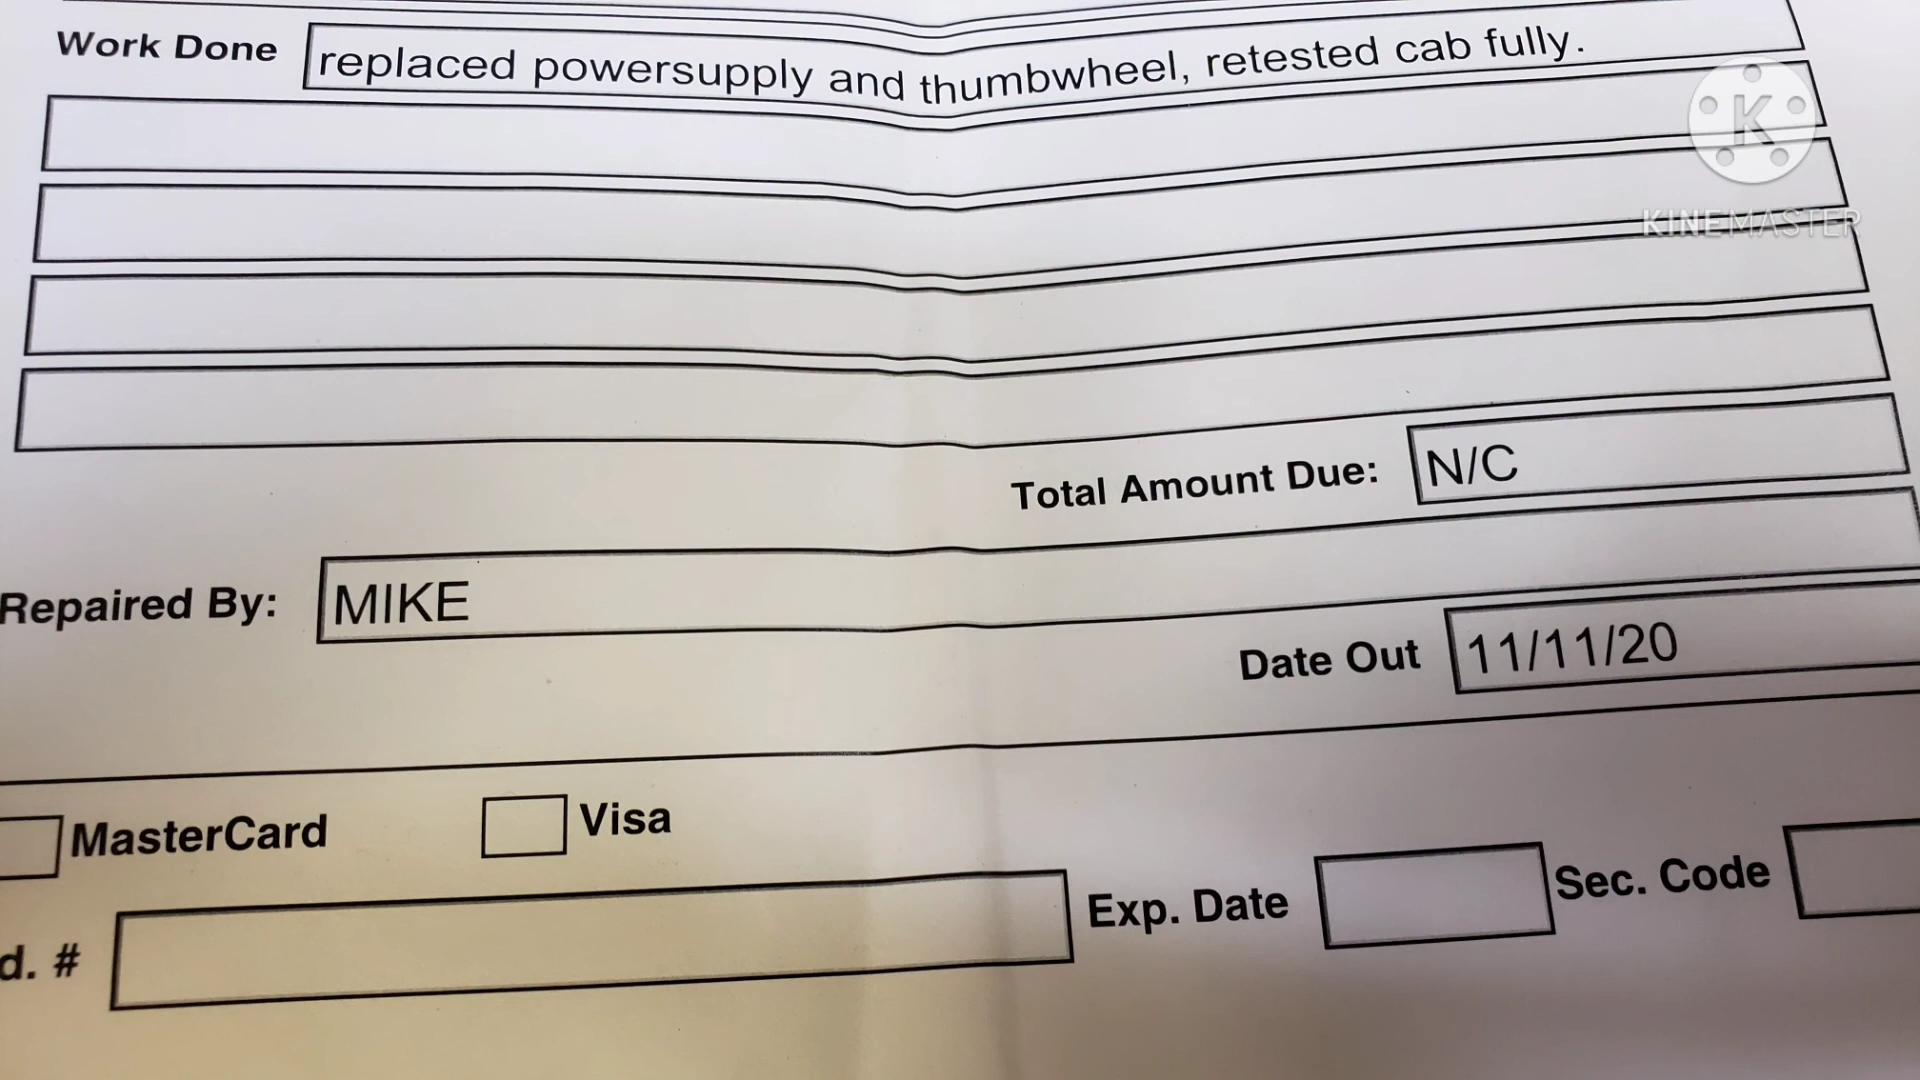 Work Done replaced powersupply and thumbwheel, retested cab fully.
K
KINEMASTER
Total Amount Due: N/C
Repaired By: MIKE
Date Out 11/11/20
MasterCard Visa
d. # Exp. Date Sec. Code